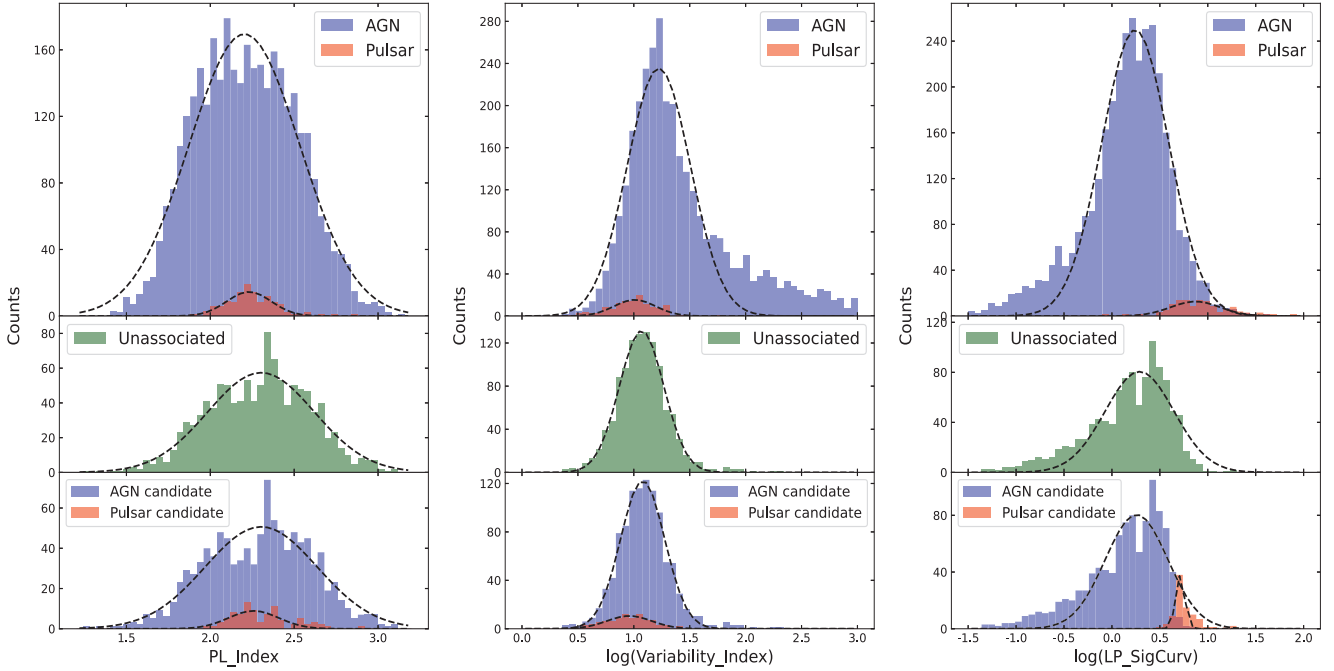 AGN
Pulsar
160
120
80
40
0
Counts
AGN
Pulsar
280
240
200
160
120
80
40
0
Counts
AGN
Pulsar
240
200
160
120
80
40
0
Counts
Unassociated
80
60
40
20
0
Unassociated
120
80
40
0
Unassociated
120
80
40
0
AGN candidate
Pulsar candidate
60
40
20
0
AGN candidate
Pulsar candidate
120
80
40
0
AGN candidate
Pulsar candidate
80
40
0
1.5 2.0 2.5 3.0
PL_Index
0.0 0.5 1.0 1.5 2.0 2.5 3.0
log(Variability_Index)
-1.5 -1.0 -0.5 0.0 0.5 1.0 1.5 2.0
log(LP_SigCurv)